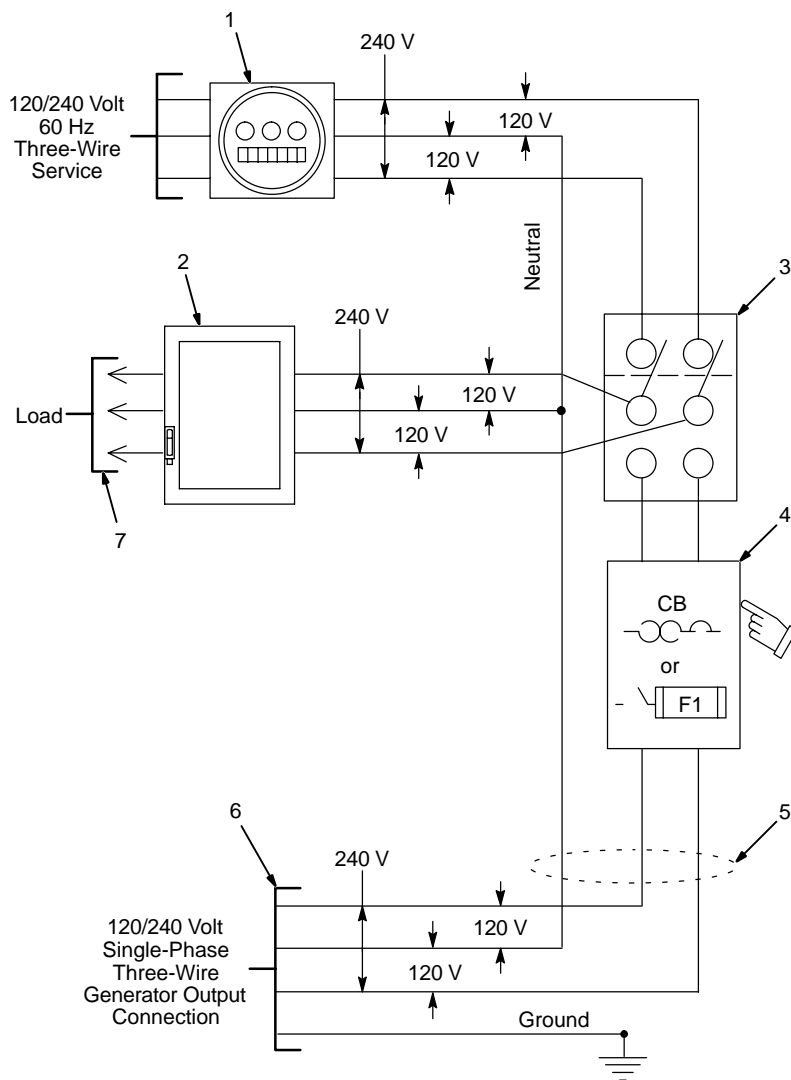 1
240 V
120/240 Volt
60 Hz
Three-Wire
Service
120 V
120 V
Neutral
2
3
240 V
Load
120 V
120 V
7
4
CB
or
F1
6
5
240 V
120/240 Volt
Single-Phase
Three-Wire
Generator Output
Connection
120 V
120 V
Ground